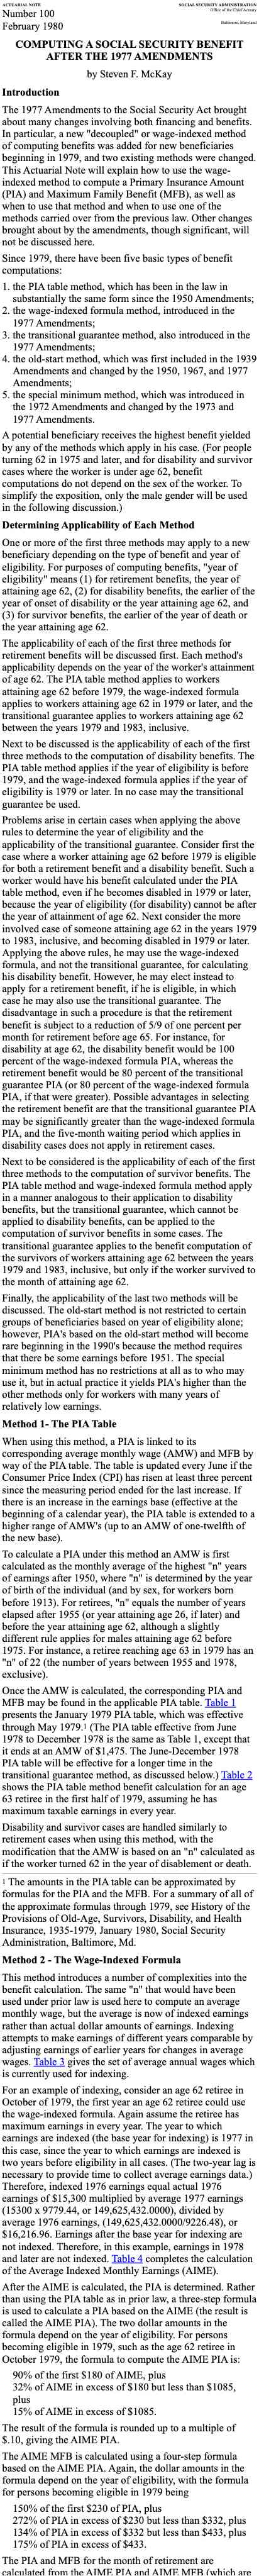 ACTUARIAL NOTE
SOCIAL SECURITY ADMINISTRATION
Number 100
Office of the Chief Actuary
February 1980
Baltimore, Maryland
COMPUTING A SOCIAL SECURITY BENEFIT
AFTER THE 1977 AMENDMENTS
by Steven F. McKay
Introduction
The 1977 Amendments to the Social Security Act brought
about many changes involving both financing and benefits.
In particular, a new "decoupled" or wage-indexed method
of computing benefits was added for new beneficiaries
beginning in 1979, and two existing methods were changed.
This Actuarial Note will explain how to use the wage-
indexed method to compute a Primary Insurance Amount
(PIA) and Maximum Family Benefit (MFB), as well as
when to use that method and when to use one of the
methods carried over from the previous law. Other changes
brought about by the amendments, though significant, will
not be discussed here.
Since 1979, there have been five basic types of benefit
computations:
1. the PIA table method, which has been in the law in
substantially the same form since the 1950 Amendments;
2. the wage-indexed formula method, introduced in the
1977 Amendments;
3. the transitional guarantee method, also introduced in the
1977 Amendments;
4. the old-start method, which was first included in the 1939
Amendments and changed by the 1950, 1967, and 1977
Amendments;
5. the special minimum method, which was introduced in
the 1972 Amendments and changed by the 1973 and
1977 Amendments.
A potential beneficiary receives the highest benefit yielded
by any of the methods which apply in his case. (For people
turning 62 in 1975 and later, and for disability and survivor
cases where the worker is under age 62, benefit
computations do not depend on the sex of the worker. To
simplify the exposition, only the male gender will be used
in the following discussion.)
Determining Applicability of Each Method
One or more of the first three methods may apply to a new
beneficiary depending on the type of benefit and year of
eligibility. For purposes of computing benefits, "year of
eligibility" means (1) for retirement benefits, the year of
attaining age 62, (2) for disability benefits, the earlier of the
year of onset of disability or the year attaining age 62, and
(3) for survivor benefits, the earlier of the year of death or
the year attaining age 62.
The applicability of each of the first three methods for
retirement benefits will be discussed first. Each method's
applicability depends on the year of the worker's attainment
of age 62. The PIA table method applies to workers
attaining age 62 before 1979, the wage-indexed formula
applies to workers attaining age 62 in 1979 or later, and the
transitional guarantee applies to workers attaining age 62
between the years 1979 and 1983, inclusive.
Next to be discussed is the applicability of each of the first
three methods to the computation of disability benefits. The
PIA table method applies if the year of eligibility is before
1979, and the wage-indexed formula applies if the year of
eligibility is 1979 or later. In no case may the transitional
guarantee be used.
Problems arise in certain cases when applying the above
rules to determine the year of eligibility and the
applicability of the transitional guarantee. Consider first the
case where a worker attaining age 62 before 1979 is eligible
for both a retirement benefit and a disability benefit. Such a
worker would have his benefit calculated under the PIA
table method, even if he becomes disabled in 1979 or later,
because the year of eligibility (for disability) cannot be after
the year of attainment of age 62. Next consider the more
involved case of someone attaining age 62 in the years 1979
to 1983, inclusive, and becoming disabled in 1979 or later.
Applying the above rules, he may use the wage-indexed
formula, and not the transitional guarantee, for calculating
his disability benefit. However, he may elect instead to
apply for a retirement benefit, if he is eligible, in which
case he may also use the transitional guarantee. The
disadvantage in such a procedure is that the retirement
benefit is subject to a reduction of 5/9 of one percent per
month for retirement before age 65. For instance, for
disability at age 62, the disability benefit would be 100
percent of the wage-indexed formula PIA, whereas the
retirement benefit would be 80 percent of the transitional
guarantee PIA (or 80 percent of the wage-indexed formula
PIA, if that were greater). Possible advantages in selecting
the retirement benefit are that the transitional guarantee PIA
may be significantly greater than the wage-indexed formula
PIA, and the five-month waiting period which applies in
disability cases does not apply in retirement cases.
Next to be considered is the applicability of each of the first
three methods to the computation of survivor benefits. The
PIA table method and wage-indexed formula method apply
in a manner analogous to their application to disability
benefits, but the transitional guarantee, which cannot be
applied to disability benefits, can be applied to the
computation of survivor benefits in some cases. The
transitional guarantee applies to the benefit computation of
the survivors of workers attaining age 62 between the years
1979 and 1983, inclusive, but only if the worker survived to
the month of attaining age 62.
Finally, the applicability of the last two methods will be
discussed. The old-start method is not restricted to certain
groups of beneficiaries based on year of eligibility alone;
however, PIA's based on the old-start method will become
rare beginning in the 1990's because the method requires
that there be some earnings before 1951. The special
minimum method has no restrictions at all as to who may
use it, but in actual practice it yields PIA's higher than the
other methods only for workers with many years of
relatively low earnings.
Method 1- The PIA Table
When using this method, a PIA is linked to its
corresponding average monthly wage (AMW) and MFB by
way of the PIA table. The table is updated every June if the
Consumer Price Index (CPI) has risen at least three percent
since the measuring period ended for the last increase. If
there is an increase in the earnings base (effective at the
beginning of a calendar year), the PIA table is extended to a
higher range of AMW's (up to an AMW of one-twelfth of
the new base).
To calculate a PIA under this method an AMW is first
calculated as the monthly average of the highest "n" years
of earnings after 1950, where "n" is determined by the year
of birth of the individual (and by sex, for workers born
before 1913). For retirees, "n" equals the number of years
elapsed after 1955 (or year attaining age 26, if later) and
before the year attaining age 62, although a slightly
different rule applies for males attaining age 62 before
1975. For instance, a retiree reaching age 63 in 1979 has an
"n" of 22 (the number of years between 1955 and 1978,
exclusive).
Once the AMW is calculated, the corresponding PIA and
MFB may be found in the applicable PIA table. Table 1
presents the January 1979 PIA table, which was effective
through May 1979.¹ (The PIA table effective from June
1978 to December 1978 is the same as Table 1, except that
it ends at an AMW of $1,475. The June-December 1978
PIA table will be effective for a longer time in the
transitional guarantee method, as discussed below.) Table 2
shows the PIA table method benefit calculation for an age
63 retiree in the first half of 1979, assuming he has
maximum taxable earnings in every year.
Disability and survivor cases are handled similarly to
retirement cases when using this method, with the
modification that the AMW is based on an "n" calculated as
if the worker turned 62 in the year of disablement or death.
¹ The amounts in the PIA table can be approximated by
formulas for the PIA and the MFB. For a summary of all of
the approximate formulas through 1979, see History of the
Provisions of Old-Age, Survivors, Disability, and Health
Insurance, 1935-1979, January 1980, Social Security
Administration, Baltimore, Md.
Method 2 - The Wage-Indexed Formula
This method introduces a number of complexities into the
benefit calculation. The same "n" that would have been
used under prior law is used here to compute an average
monthly wage, but the average is now of indexed earnings
rather than actual dollar amounts of earnings. Indexing
attempts to make earnings of different years comparable by
adjusting earnings of earlier years for changes in average
wages. Table 3 gives the set of average annual wages which
is currently used for indexing.
For an example of indexing, consider an age 62 retiree in
October of 1979, the first year an age 62 retiree could use
the wage-indexed formula. Again assume the retiree has
maximum earnings in every year. The year to which
earnings are indexed (the base year for indexing) is 1977 in
this case, since the year to which earnings are indexed is
two years before eligibility in all cases. (The two-year lag is
necessary to provide time to collect average earnings data.)
Therefore, indexed 1976 earnings equal actual 1976
earnings of $15,300 multiplied by average 1977 earnings
(15300 x 9779.44, or 149,625,432.0000), divided by
average 1976 earnings, (149,625,432.0000/9226.48), or
$16,216.96. Earnings after the base year for indexing are
not indexed. Therefore, in this example, earnings in 1978
and later are not indexed. Table 4 completes the calculation
of the Average Indexed Monthly Earnings (AIME).
After the AIME is calculated, the PIA is determined. Rather
than using the PIA table as in prior law, a three-step formula
is used to calculate a PIA based on the AIME (the result is
called the AIME PIA). The two dollar amounts in the
formula depend on the year of eligibility. For persons
becoming eligible in 1979, such as the age 62 retiree in
October 1979, the formula to compute the AIME PIA is:
90% of the first $180 of AIME, plus
32% of AIME in excess of $180 but less than $1085,
plus
15% of AIME in excess of $1085.
The result of the formula is rounded up to a multiple of
$.10, giving the AIME PIA.
The AIME MFB is calculated using a four-step formula
based on the AIME PIA. Again, the dollar amounts in the
formula depend on the year of eligibility, with the formula
for persons becoming eligible in 1979 being
150% of the first $230 of PIA, plus
272% of PIA in excess of $230 but less than $332, plus
134% of PIA in excess of $332 but less than $433, plus
175% of PIA in excess of $433.
The PIA and MFB for the month of retirement are
calculated from the AIME PIA and AIME MFB (which are